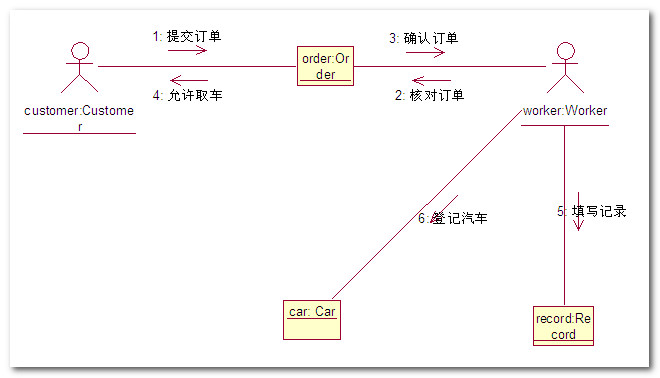 1: 提交订单
3: 确认订单
order:Or
der
4: 允许取车
2: 核对订单
customer:Custome
r
worker:Worker
6: 登记汽车
5: 填写记录
car: Car
record:Re
cord